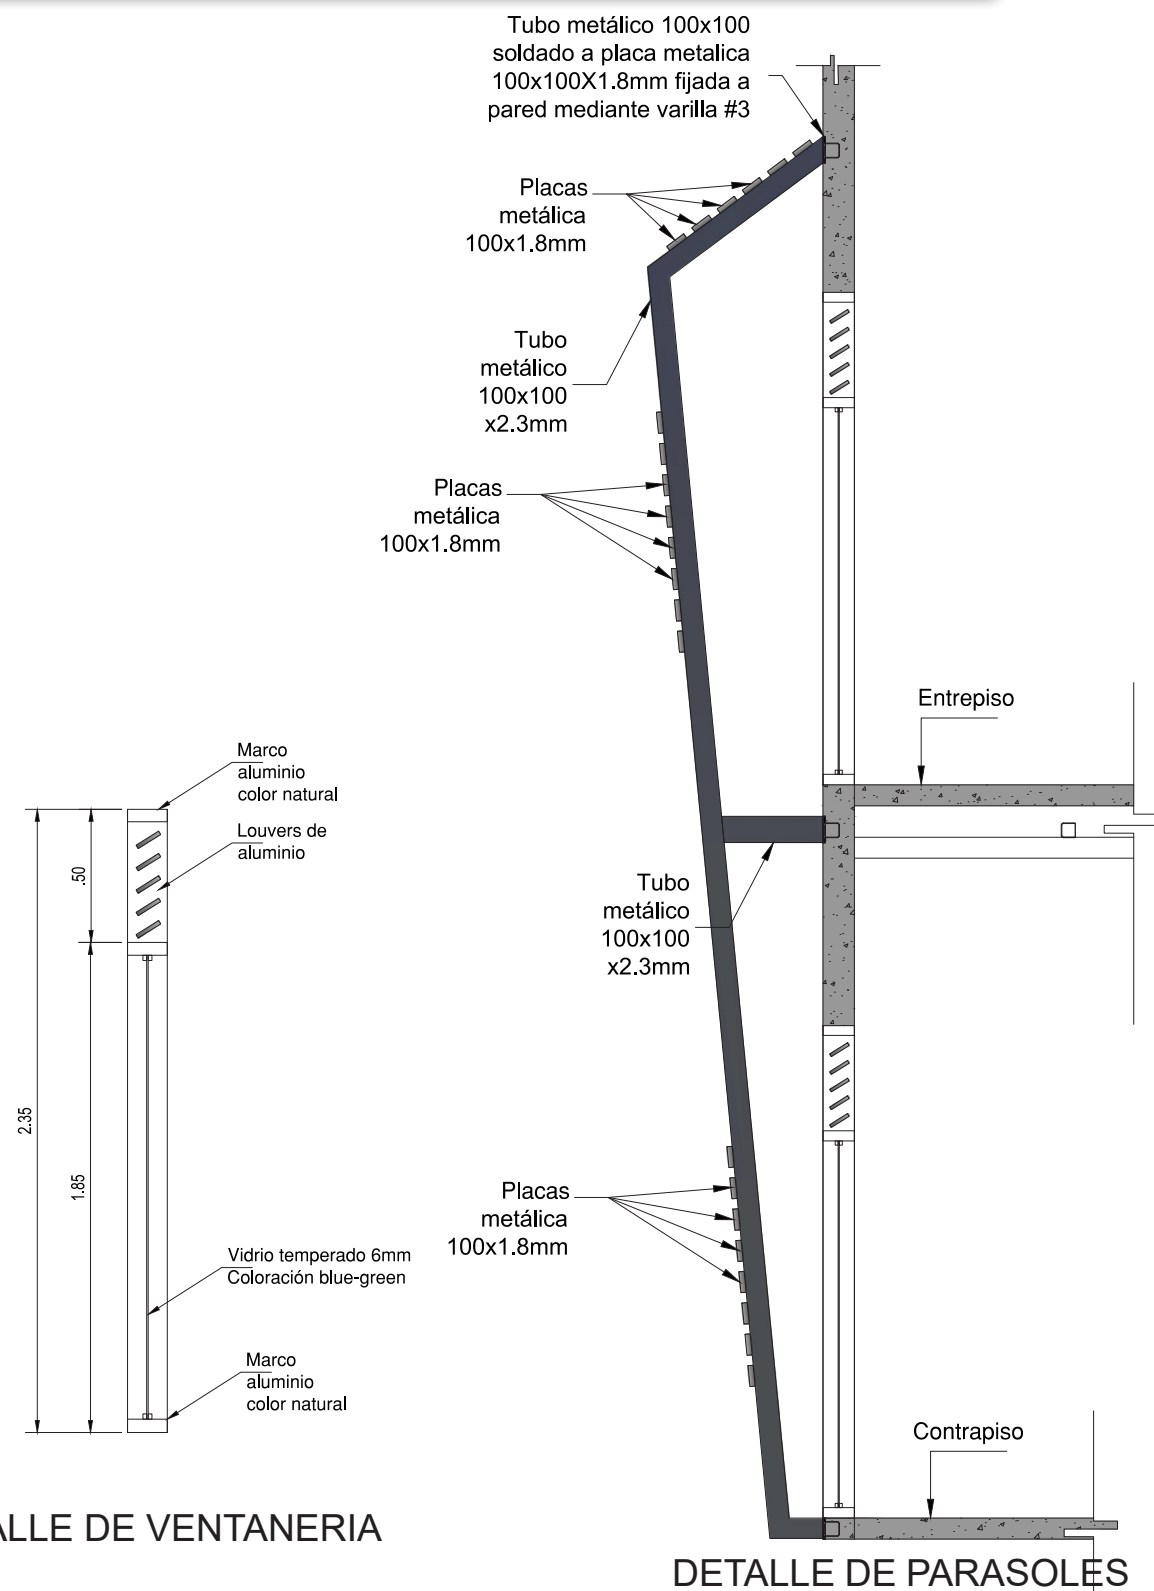 Tubo metálico 100x100
soldado a placa metalica
100x100X1.8mm fijada a
pared mediante varilla #3
Placas
metálica
100x1.8mm
Tubo
metálico
100x100
x2.3mm
Placas
metálica
100x1.8mm
Entrepiso
Marco
aluminio
color natural
Louvers de
aluminio
.50
Tubo
metálico
100x100
x2.3mm
2.35
1.85
Placas
metálica
100x1.8mm
Vidrio temperado 6mm
Coloración blue-green
Marco
aluminio
color natural
Contrapiso
ALLE DE VENTANERIA
DETALLE DE PARASOLES